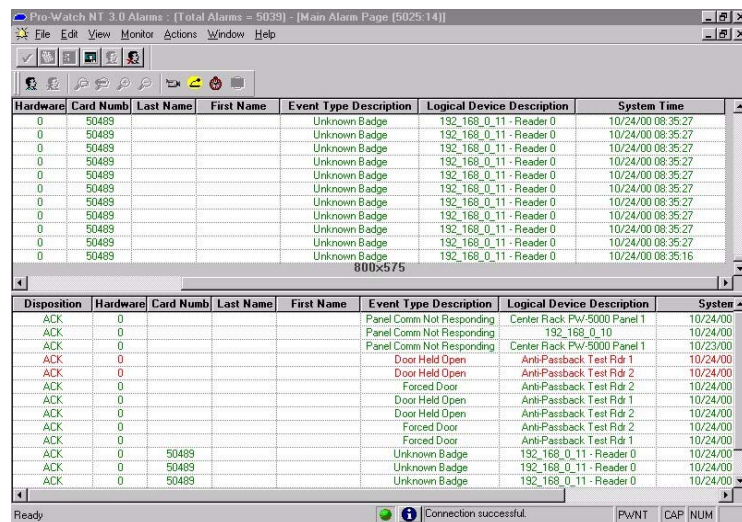 Pro-Watch NT 3.0 Alarms : (Total Alarms = 5039) - [Main Alarm Page (5025:14)]
File Edit View Monitor Actions Window Help
Hardware Card Numb Last Name First Name Event Type Description Logical Device Description System Time
0 50489 Unknown Badge 192_168_0_11 - Reader 0 10/24/00 08:35:27
0 50489 Unknown Badge 192_168_0_11 - Reader 0 10/24/00 08:35:27
0 50489 Unknown Badge 192_168_0_11 - Reader 0 10/24/00 08:35:27
0 50489 Unknown Badge 192_168_0_11 - Reader 0 10/24/00 08:35:27
0 50489 Unknown Badge 192_168_0_11 - Reader 0 10/24/00 08:35:27
0 50489 Unknown Badge 192_168_0_11 - Reader 0 10/24/00 08:35:27
0 50489 Unknown Badge 192_168_0_11 - Reader 0 10/24/00 08:35:27
0 50489 Unknown Badge 192_168_0_11 - Reader 0 10/24/00 08:35:27
0 50489 Unknown Badge 192_168_0_11 - Reader 0 10/24/00 08:35:27
0 50489 Unknown Badge 192_168_0_11 - Reader 0 10/24/00 08:35:16
800×575
Disposition Hardware Card Numb Last Name First Name Event Type Description Logical Device Description System
ACK 0 Panel Comm Not Responding Center Rack PW-5000 Panel 1 10/24/00
ACK 0 Panel Comm Not Responding 192_168_0_10 10/24/00
ACK 0 Panel Comm Not Responding Center Rack PW-5000 Panel 1 10/23/00
ACK 0 Door Held Open Anti-Passback Test Rdr 1 10/24/00
ACK 0 Door Held Open Anti-Passback Test Rdr 2 10/24/00
ACK 0 Forced Door Anti-Passback Test Rdr 2 10/24/00
ACK 0 Door Held Open Anti-Passback Test Rdr 1 10/24/00
ACK 0 Door Held Open Anti-Passback Test Rdr 2 10/24/00
ACK 0 Forced Door Anti-Passback Test Rdr 2 10/24/00
ACK 0 Forced Door Anti-Passback Test Rdr 1 10/24/00
ACK 0 50489 Unknown Badge 192_168_0_11 - Reader 0 10/24/00
ACK 0 50489 Unknown Badge 192_168_0_11 - Reader 0 10/24/00
ACK 0 50489 Unknown Badge 192_168_0_11 - Reader 0 10/24/00
Ready Connection successful. PWNT CAP NUM